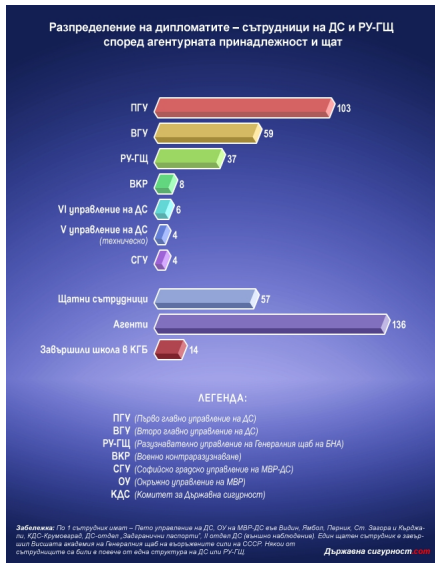 Разпределение на дипломатите – сътрудници на ДС и РУ-ГЩ
според агентурната принадлежност и щат
ПГУ 103
ВГУ 59
РУ-ГЩ 37
ВКР 8
VI управление на ДС 6
V управление на ДС 4
(техническо)
СГУ 4
Щатни сътрудници 57
Агенти 136
Завършили школа в КГБ 14
ЛЕГЕНДА:
ПГУ (Първо главно управление на ДС)
ВГУ (Второ главно управление на ДС)
РУ-ГЩ (Разузнавателно управление на Генералния щаб на БНА)
ВКР (Военно контраразузнаване)
СГУ (Софийско градско управление на МВР-ДС)
ОУ (Окръжно управление на МВР)
КДС (Комитет за Държавна сигурност)
Забележка: По 1 сътрудник имат – Пето управление на ДС, ОУ на МВР-ДС във Видин, Ямбол, Перник, Ст. Загора и Кърджа-
ли, КДС-Крумовград, ДС-отдел „Задгранични паспорти", II отдел ДС (външно наблюдение). Един щатен сътрудник е завър-
шил Висшата академия на Генералния щаб на въоръжените сили на СССР. Някои от
сътрудниците са били в повече от една структура на ДС или РУ-ГЩ.
Държавна сигурност.com